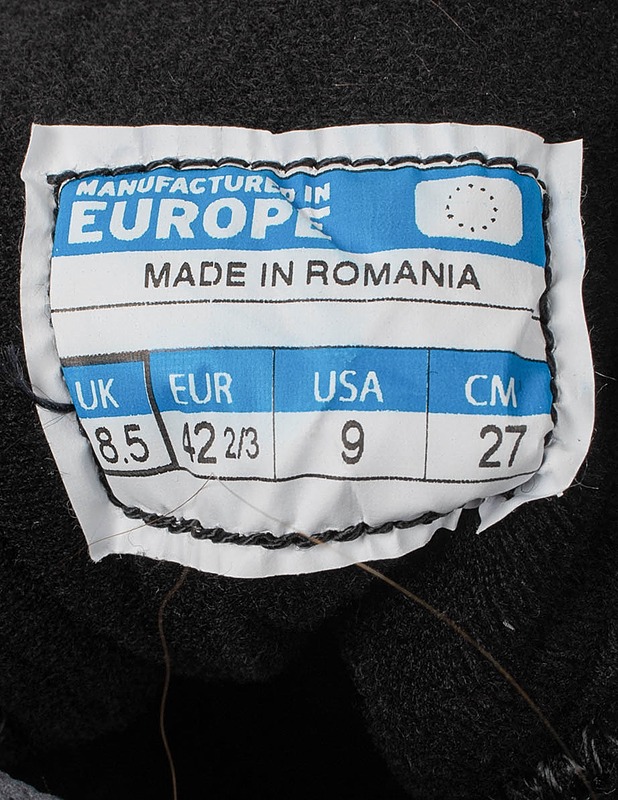 MANUFACTURED IN
EUROPE
MADE IN ROMANIA
UK EUR USA CM
8.5 42 2/3 9 27